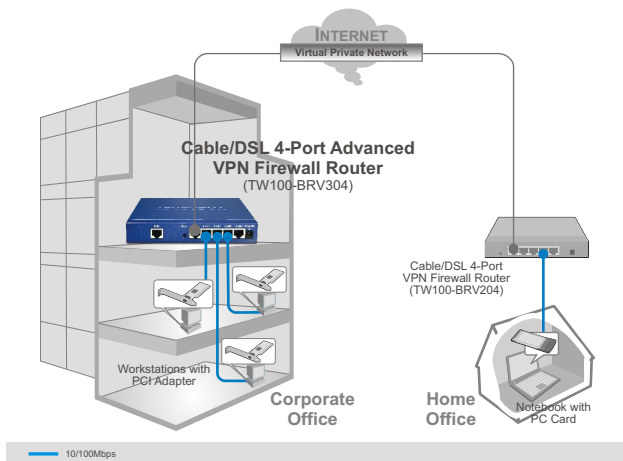 INTERNET
Virtual Private Network
Cable/DSL 4-Port Advanced
VPN Firewall Router
(TW100-BRV304)
Cable/DSL 4-Port
VPN Firewall Router
(TW100-BRV204)
Workstations with
PCI Adapter
Corporate
Office
Home
Office
Notebook with
PC Card
10/100Mbps